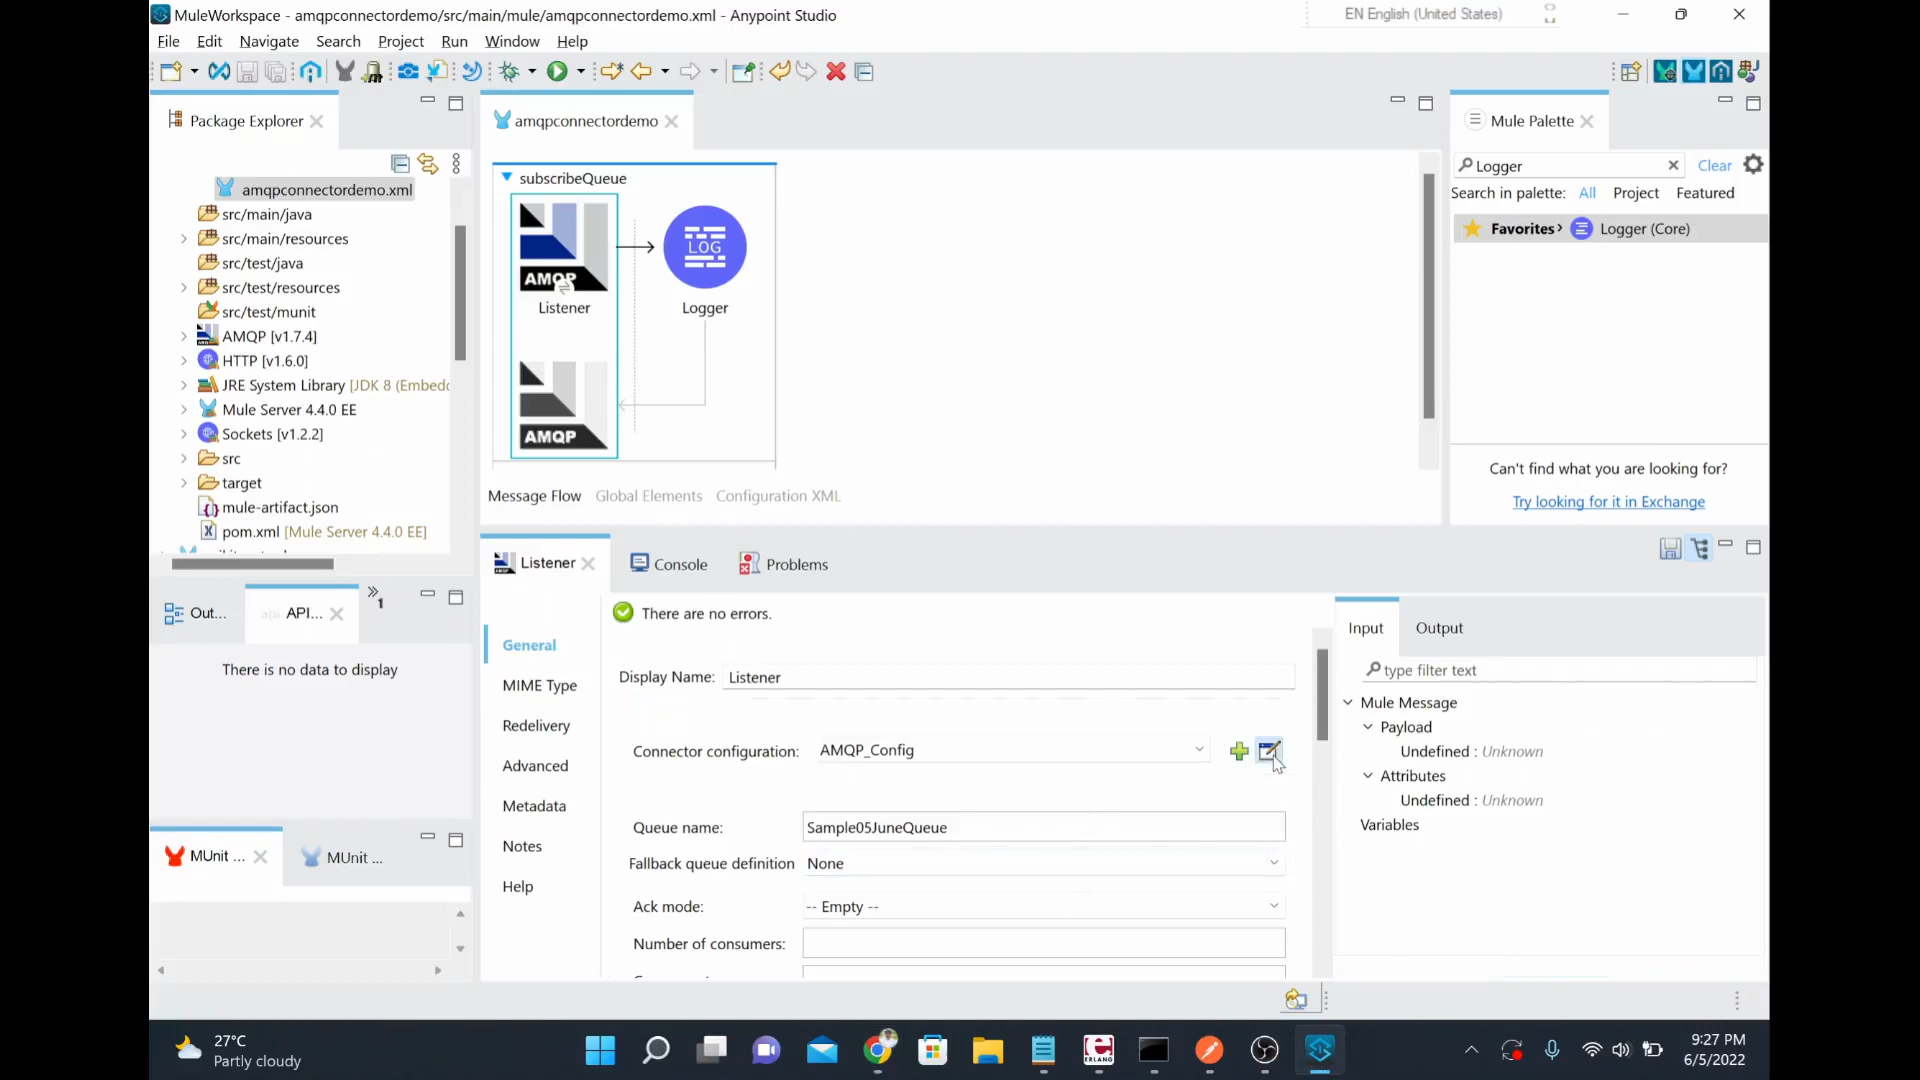 MuleWorkspace - amqpconnectordemo/src/main/mule/amqpconnectordemo.xml - Anypoint Studio
EN English (United States)
File Edit Navigate Search Project Run Window Help
Package Explorer
amqpconnectordemo.xml
src/main/java
src/main/resources
src/test/java
src/test/resources
src/test/munit
AMQP [v1.7.4]
HTTP [v1.6.0]
JRE System Library [JDK 8 (Embed
Mule Server 4.4.0 EE
Sockets [v1.2.2]
src
target
mule-artifact.json
pom.xml [Mule Server 4.4.0 EE]
Out...
API...
1
There is no data to display
MUnit ...
MUnit ...
amqpconnectordemo
subscribeQueue
AMQP
Listener
LOG
Logger
AMQP
Message Flow Global Elements Configuration XML
Mule Palette
Logger
Clear
Search in palette: All Project Featured
Favorites Logger (Core)
Can't find what you are looking for?
Try looking for it in Exchange
Listener
Console
Problems
There are no errors.
General
MIME Type
Redelivery
Advanced
Metadata
Notes
Help
Display Name: Listener
Connector configuration: AMQP_Config
Queue name: Sample05JuneQueue
Fallback queue definition None
Ack mode: -- Empty --
Number of consumers:
Input
Output
type filter text
Mule Message
Payload
Undefined : Unknown
Attributes
Undefined : Unknown
Variables
27°C
Partly cloudy
ERLANG
9:27 PM
6/5/2022